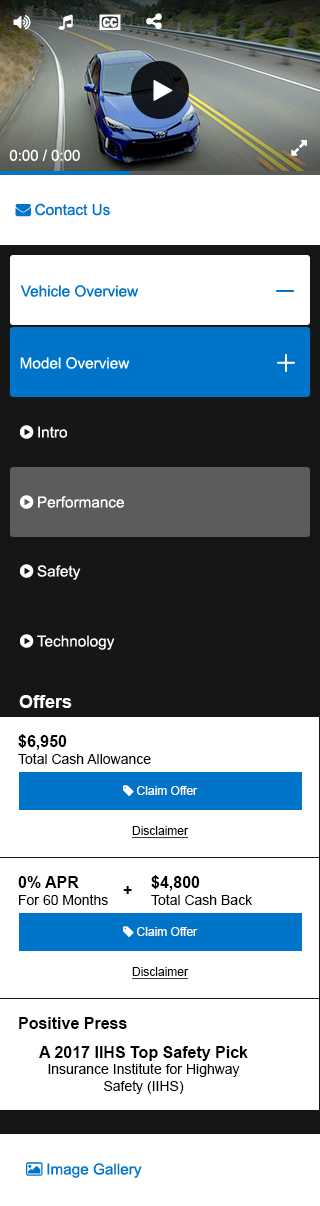 CC
0:00 / 0:00
Contact Us
Vehicle Overview
Model Overview
Intro
Performance
Safety
Technology
Offers
$6,950
Total Cash Allowance
Claim Offer
Disclaimer
0% APR + $4,800
For 60 Months Total Cash Back
Claim Offer
Disclaimer
Positive Press
A 2017 IIHS Top Safety Pick
Insurance Institute for Highway
Safety (IIHS)
Image Gallery